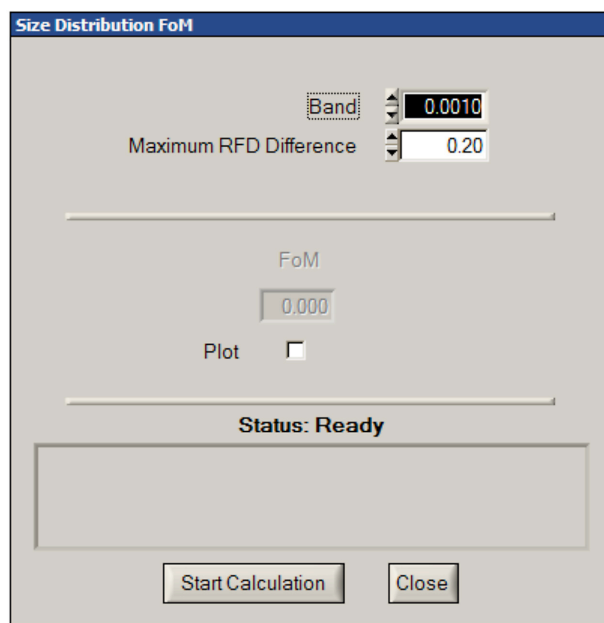 Size Distribution FoM
Band 0.0010
Maximum RFD Difference 0.20
FoM
0.000
Plot
Status: Ready
Start Calculation Close